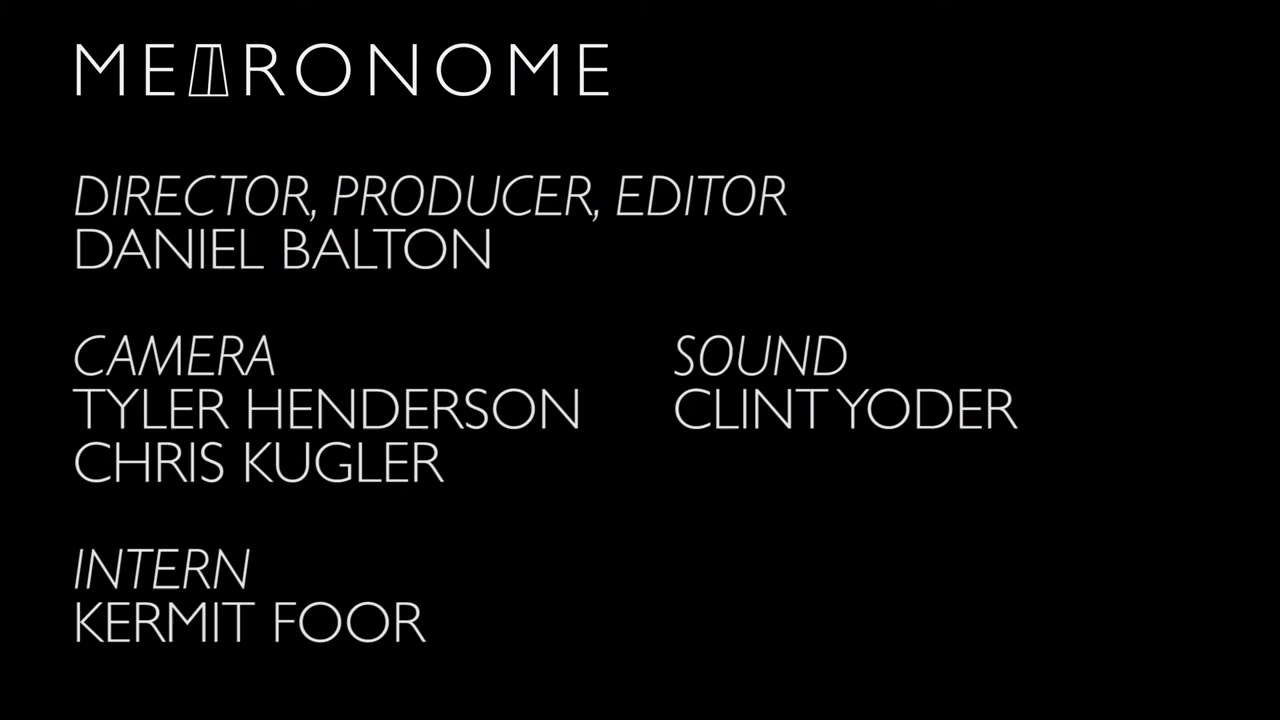 METRONOME
DIRECTOR, PRODUCER, EDITOR
DANIEL BALTON
CAMERA
TYLER HENDERSON
CHRIS KUGLER
SOUND
CLINT YODER
INTERN
KERMIT FOOR